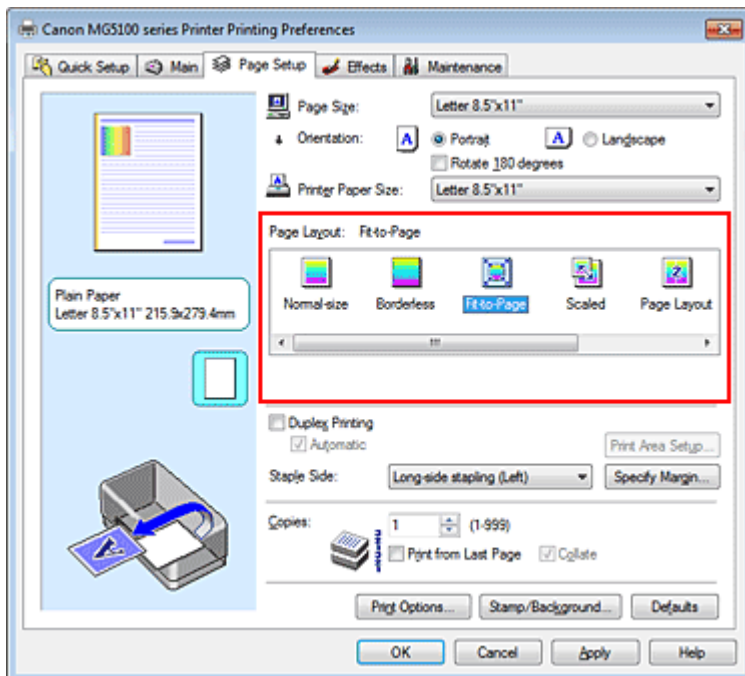 Canon MG5100 series Printer Printing Preferences
Quick Setup Main Page Setup Effects Maintenance
Page Size: Letter 8.5"x11"
Orientation: A Portrait A Landscape
Rotate 180 degrees
Printer Paper Size: Letter 8.5"x11"
Page Layout: Fit-to-Page
Normal-size Borderless Fit-to-Page Scaled Page Layout
Plain Paper
Letter 8.5"x11" 215.9x279.4mm
Duplex Printing
Automatic
Print Area Setup...
Staple Side: Long-side stapling (Left) Specify Margin...
Copies: 1 (1-999)
Print from Last Page Collate
Print Options... Stamp/Background... Defaults
OK Cancel Apply Help